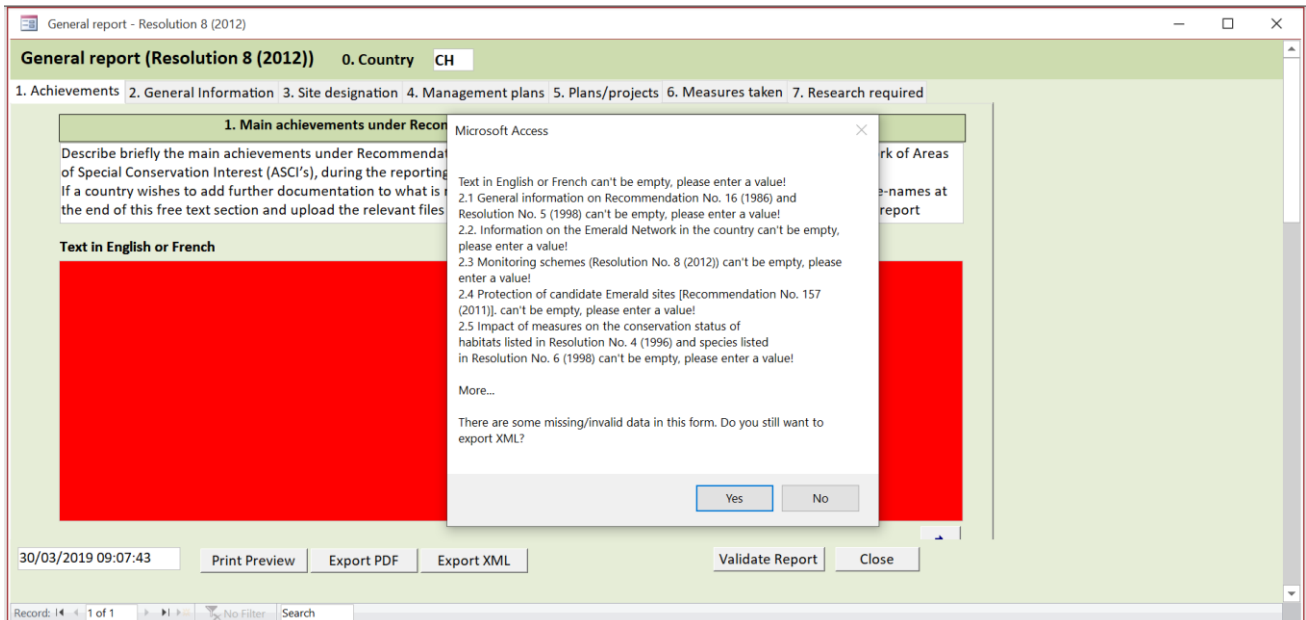 General report - Resolution 8 (2012)
General report (Resolution 8 (2012)) 0. Country CH
1. Achievements 2. General Information 3. Site designation 4. Management plans 5. Plans/projects 6. Measures taken 7. Research required
1. Main achievements under Recon
Describe briefly the main achievements under Recommendat
rk of Areas
of Special Conservation Interest (ASCI's), during the reporting
If a country wishes to add further documentation to what is r
e-names at
the end of this free text section and upload the relevant files
report
Text in English or French
Microsoft Access
Text in English or French can't be empty, please enter a value!
2.1 General information on Recommendation No. 16 (1986) and
Resolution No. 5 (1998) can't be empty, please enter a value!
2.2. Information on the Emerald Network in the country can't be empty,
please enter a value!
2.3 Monitoring schemes (Resolution No. 8 (2012)) can't be empty, please
enter a value!
2.4 Protection of candidate Emerald sites [Recommendation No. 157
(2011)]. can't be empty, please enter a value!
2.5 Impact of measures on the conservation status of
habitats listed in Resolution No. 4 (1996) and species listed
in Resolution No. 6 (1998) can't be empty, please enter a value!
More...
There are some missing/invalid data in this form. Do you still want to
export XML?
Yes No
30/03/2019 09:07:43 Print Preview Export PDF Export XML Validate Report Close
Record: 1 of 1 No Filter Search